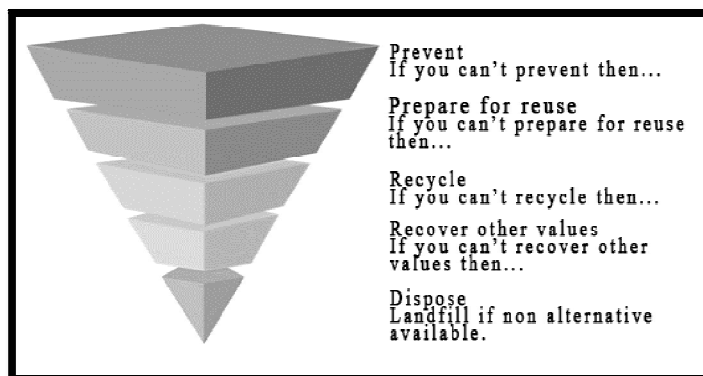 Prevent
If you can't prevent then...
Prepare for reuse
If you can't prepare for reuse
then...
Recycle
If you can't recycle then...
Recover other values
If you can't recover other
values then...
Dispose
Landfill if non alternative
available.